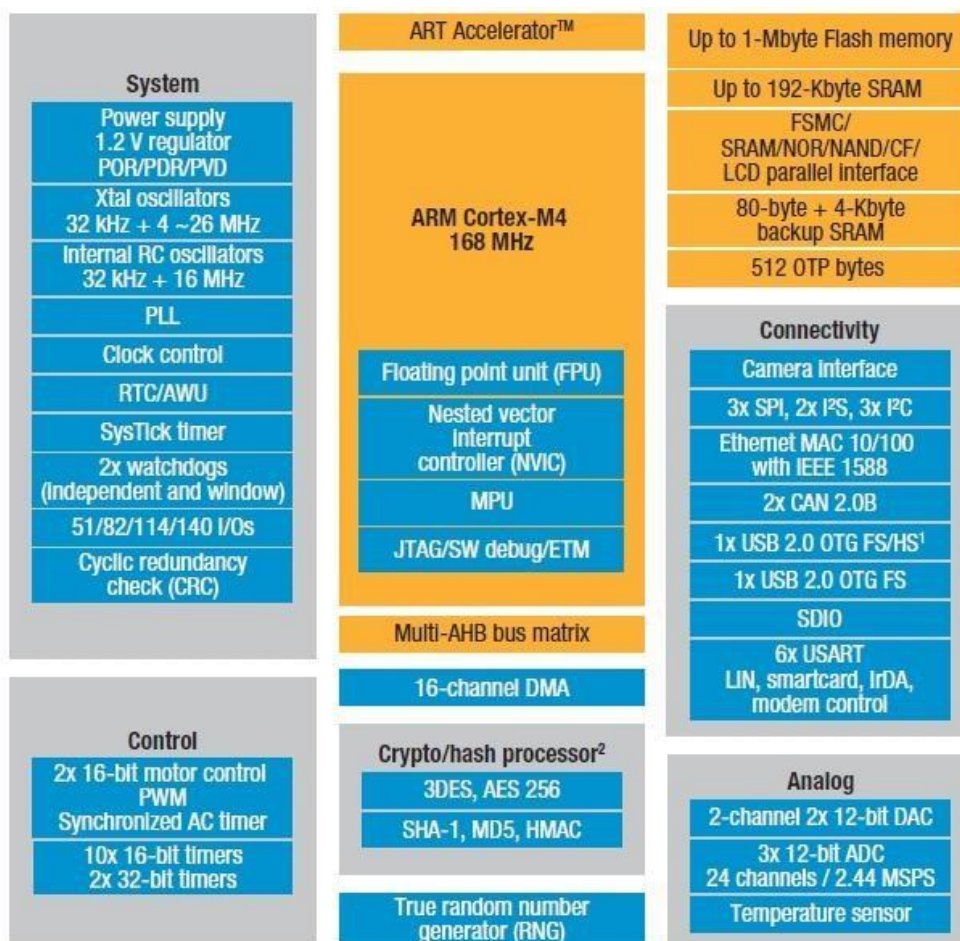 System
Power supply
1.2 V regulator
POR/PDR/PVD
Xtal oscillators
32 kHz + 4 ~26 MHz
Internal RC oscillators
32 kHz + 16 MHz
PLL
Clock control
RTC/AWU
SysTick timer
2x watchdogs
(independent and window)
51/82/114/140 I/Os
Cyclic redundancy
check (CRC)
Control
2x 16-bit motor control
PWM
Synchronized AC timer
10x 16-bit timers
2x 32-bit timers
ART Accelerator™
ARM Cortex-M4
168 MHz
Floating point unit (FPU)
Nested vector
interrupt
controller (NVIC)
MPU
JTAG/SW debug/ETM
Multi-AHB bus matrix
16-channel DMA
Crypto/hash processor²
3DES, AES 256
SHA-1, MD5, HMAC
True random number
generator (RNG)
Up to 1-Mbyte Flash memory
Up to 192-Kbyte SRAM
FSMC/
SRAM/NOR/NAND/CF/
LCD parallel interface
80-byte + 4-Kbyte
backup SRAM
512 OTP bytes
Connectivity
Camera interface
3x SPI, 2x I²S, 3x I²C
Ethernet MAC 10/100
with IEEE 1588
2x CAN 2.0B
1x USB 2.0 OTG FS/HS¹
1x USB 2.0 OTG FS
SDIO
6x USART
LIN, smartcard, IrDA,
modem control
Analog
2-channel 2x 12-bit DAC
3x 12-bit ADC
24 channels / 2.44 MSPS
Temperature sensor